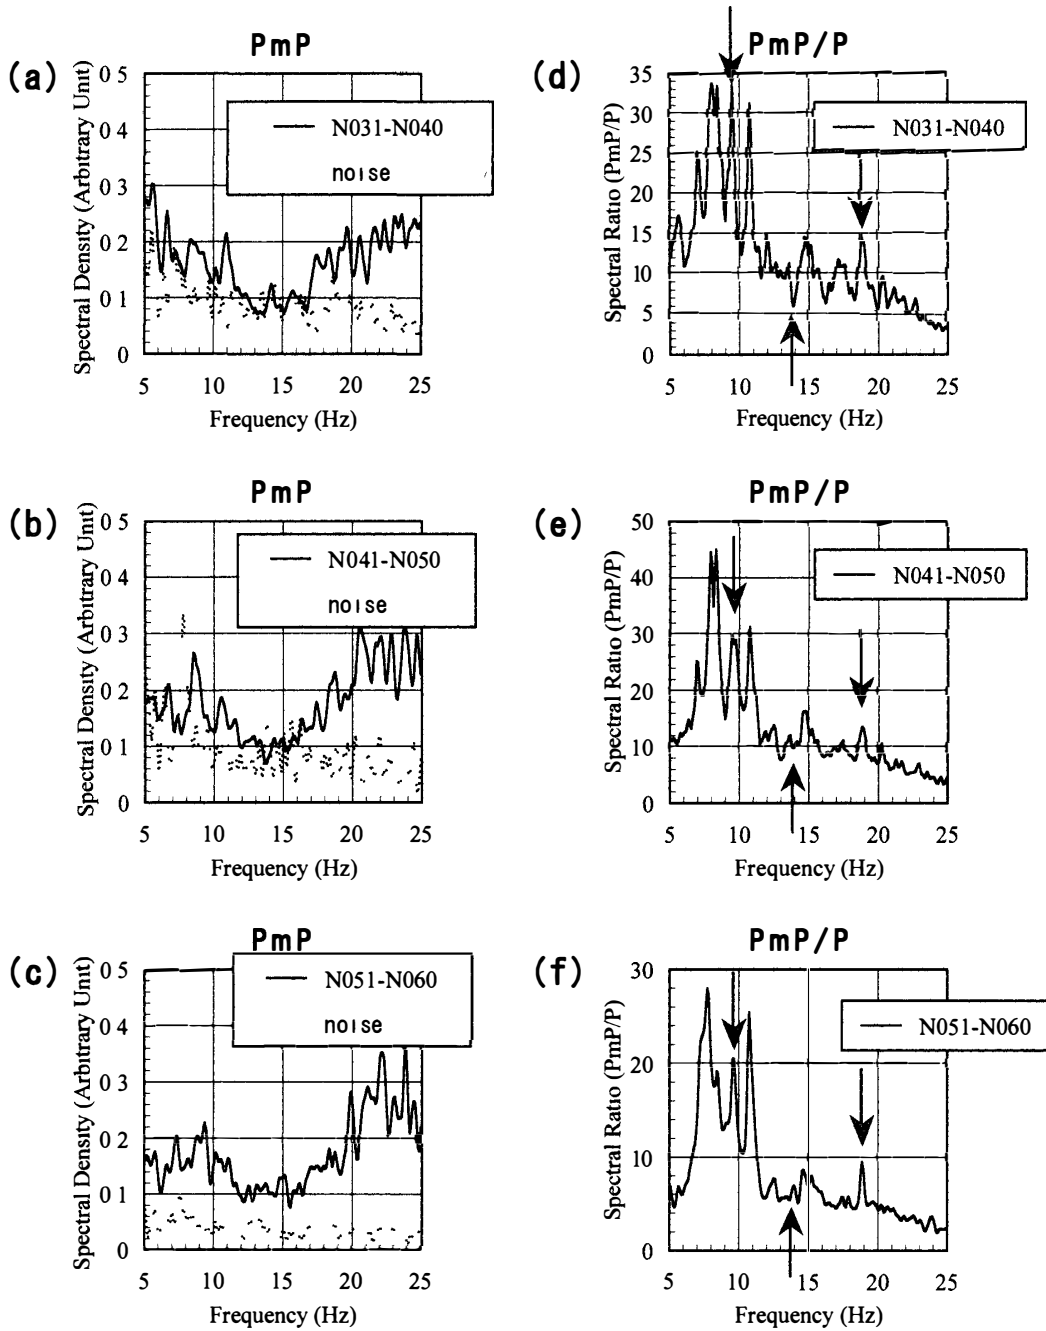 PmP
(a)
0 5
0 4
0 3
0 2
0 1
0
Spectral Density (Arbitrary Unit)
N031-N040
noise
5 10 15 20 25
Frequency (Hz)
PmP/P
(d)
35
30
25
20
15
10
5
0
Spectral Ratio (PmP/P)
N031-N040
5 10 15 20 25
Frequency (Hz)
PmP
(b)
0 5
0 4
0 3
0 2
0 1
0
Spectral Density (Arbitrary Unit)
N041-N050
noise
5 10 15 20 25
Frequency (Hz)
PmP/P
(e)
50
40
30
20
10
0
Spectral Ratio (PmP/P)
N041-N050
5 10 15 20 25
Frequency (Hz)
PmP
(c)
0 5
0 4
0 3
0 2
0 1
0
Spectral Density (Arbitrary Unit)
N051-N060
noise
5 10 15 20 25
Frequency (Hz)
PmP/P
(f)
30
20
10
0
Spectral Ratio (PmP/P)
N051-N060
5 10 15 20 25
Frequency (Hz)